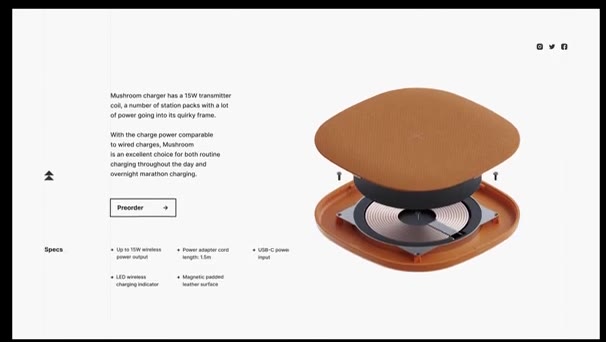 Mushroom charger has a 15W transmitter
coil, a number of station packs with a lot
of power going into its quirky frame.
With the charge power comparable
to wired charges, Mushroom
is an excellent choice for both routine
charging throughout the day and
overnight marathon charging.
Preorder →
Specs
+ Up to 15W wireless
power output
+ Power adapter cord
length: 1.5m
+ USB-C powe
input
+ LED wireless
charging indicator
+ Magnetic padded
leather surface